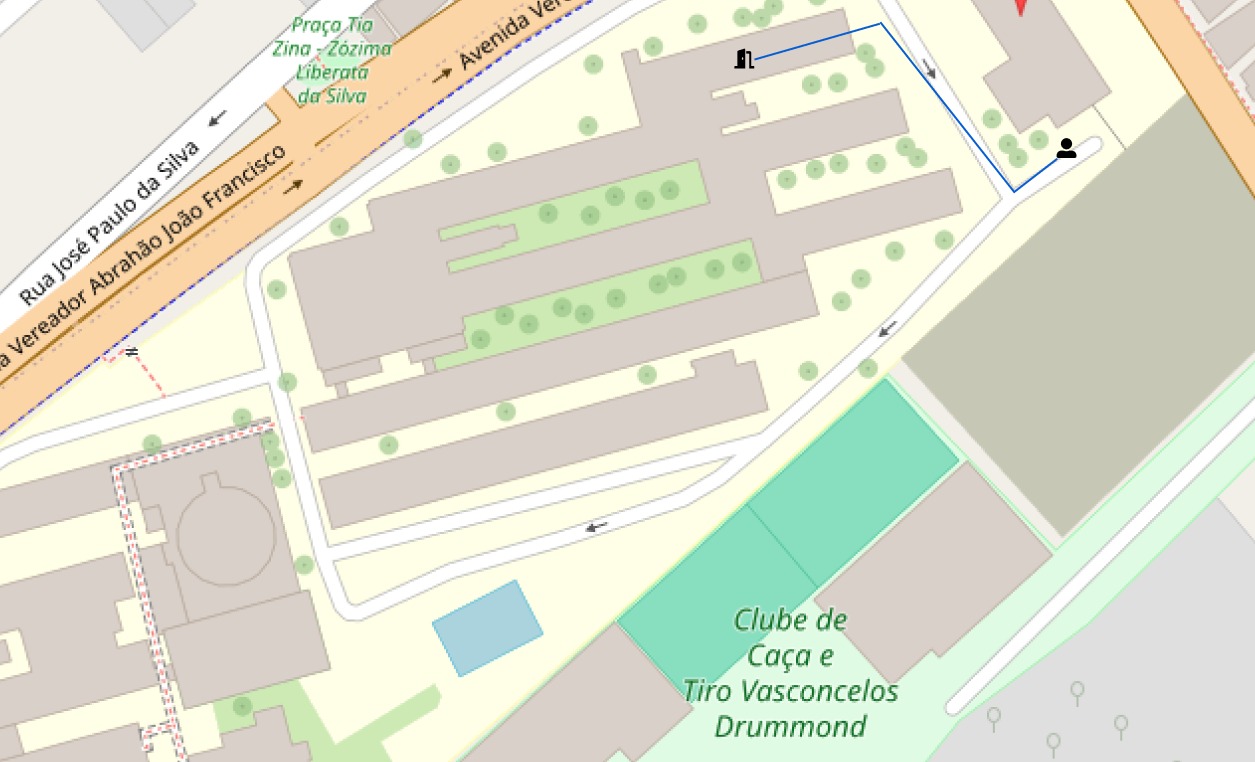 Praça Tia
Zina - Zózima
Liberata
da Silva
Avenida Ver
Rua José Paulo da Silva
a Vereador Abrahão João Francisco
Clube de
Caça e
Tiro Vasconcelos
Drummond